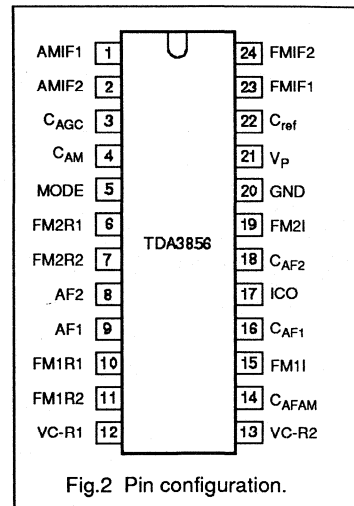 AMIF1 1 24 FMIF2
AMIF2 2 23 FMIF1
CAGC 3 22 Cref
CAM 4 21 VP
MODE 5 20 GND
FM2R1 6 19 FM2I
FM2R2 7 TDA3856 18 CAF2
AF2 8 17 ICO
AF1 9 16 CAF1
FM1R1 10 15 FM1I
FM1R2 11 14 CAFAM
VC-R1 12 13 VC-R2
Fig.2 Pin configuration.